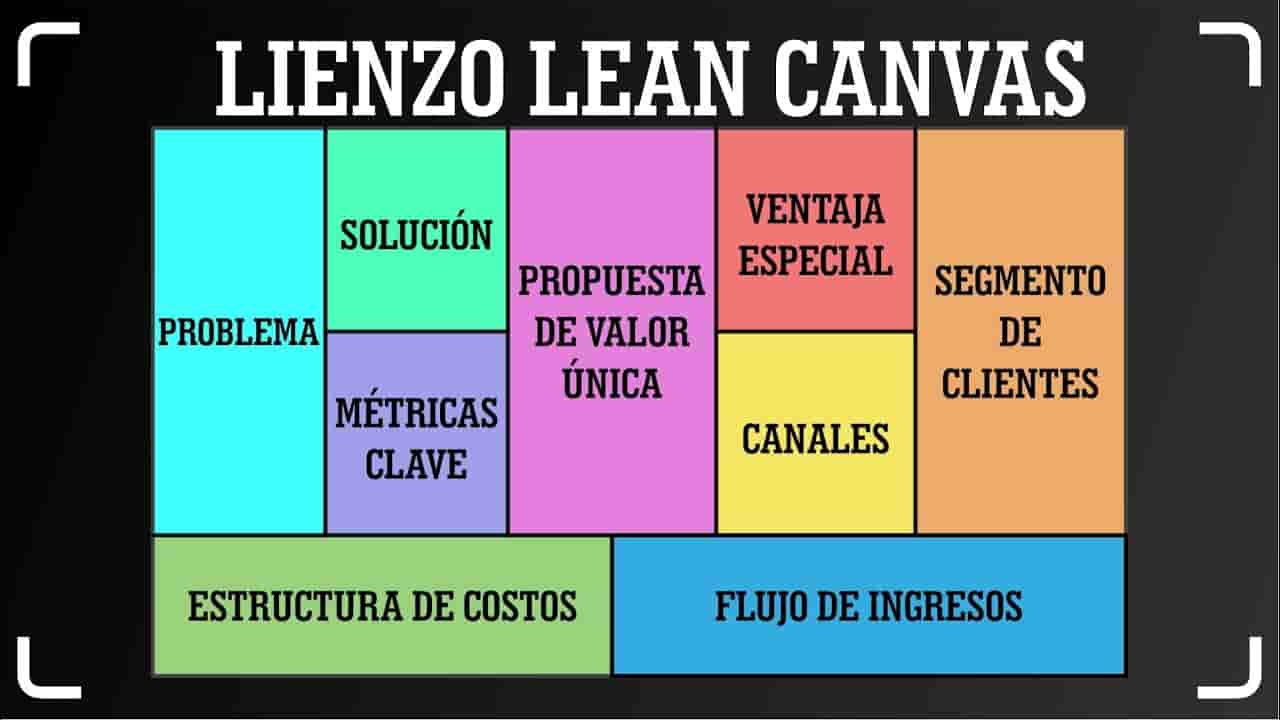 LIENZO LEAN CANVAS
PROBLEMA
SOLUCIÓN
MÉTRICAS
CLAVE
PROPUESTA
DE VALOR
ÚNICA
VENTAJA
ESPECIAL
CANALES
SEGMENTO
DE
CLIENTES
ESTRUCTURA DE COSTOS
FLUJO DE INGRESOS